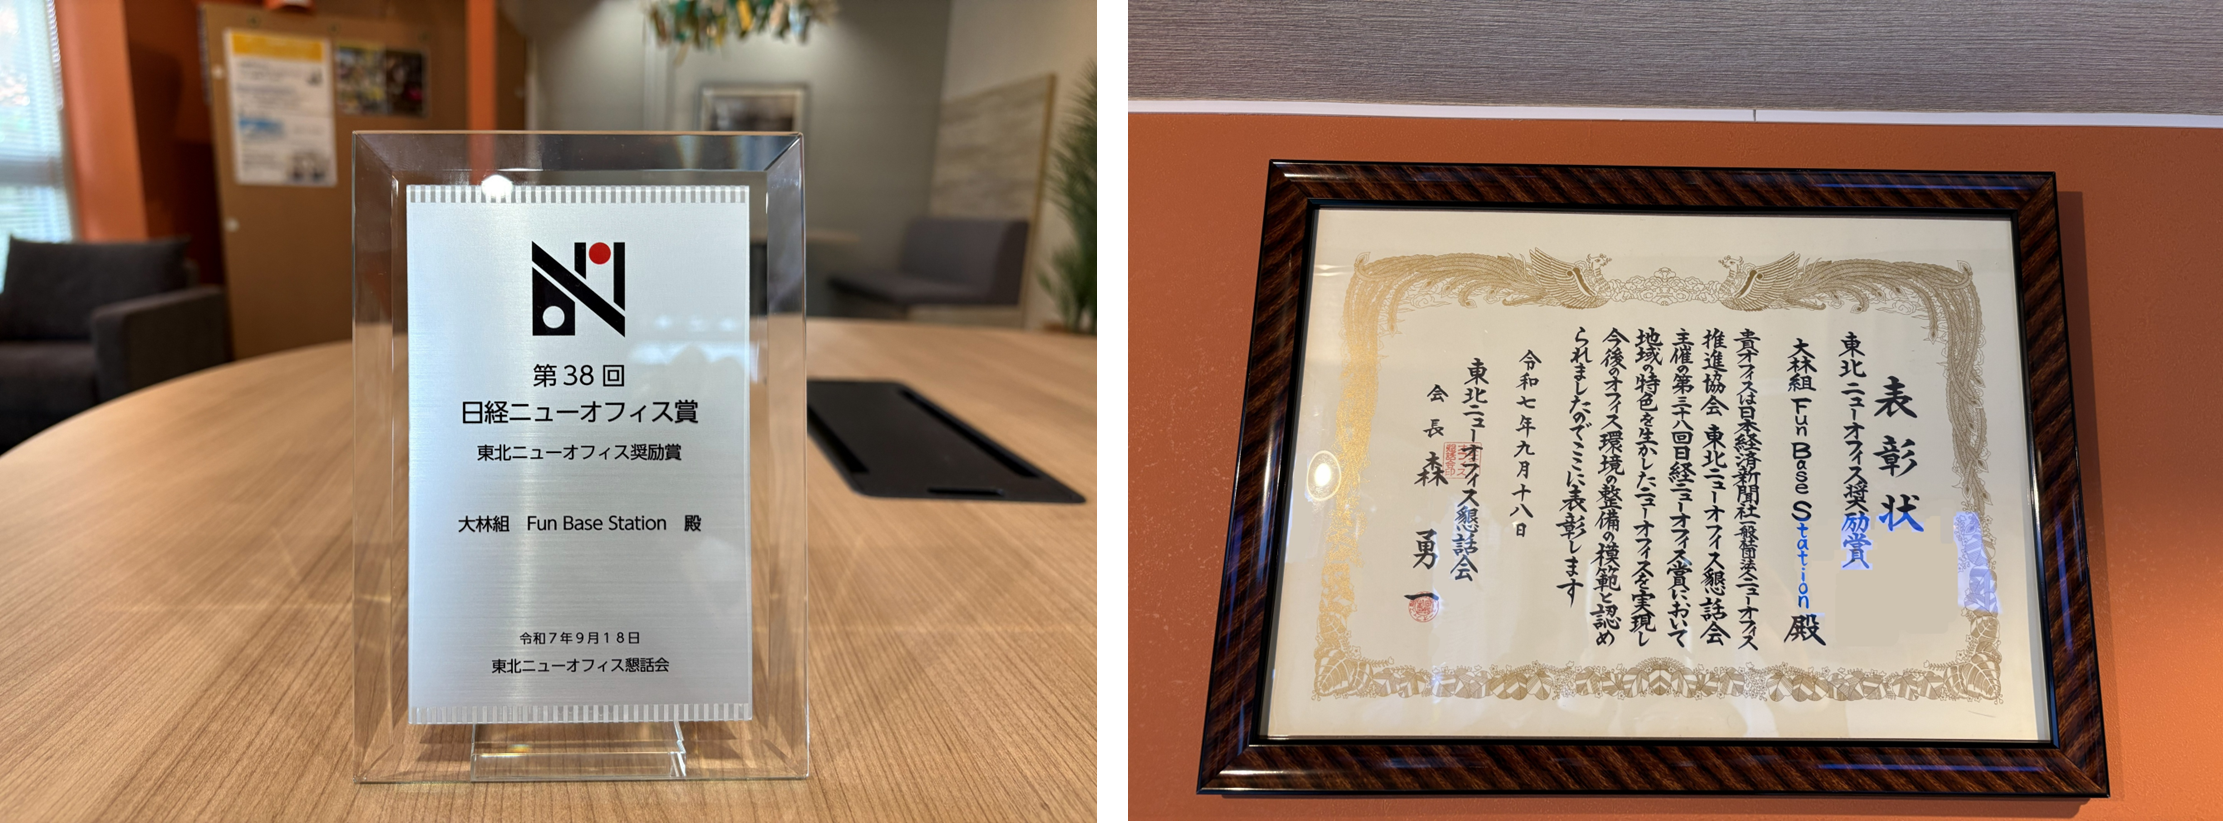 第38回
日経ニューオフィス賞
東北ニューオフィス奨励賞
大林組 Fun Base Station 殿
令和7年9月18日
東北ニューオフィス懇話会
表彰状
東北ニューオフィス奨励賞
大林組 Fun Base Station 殿
貴オフィスは日本経済新聞社一般社団法人ニューオフィス
推進協会 東北ニューオフィス懇話会
主催の第三十八回日経ニューオフィス賞において
地域の特色を生かしたニューオフィスを実現し
今後のオフィス環境の整備の模範と認め
られましたのでここに表彰します
令和七年九月十八日
東北ニューオフィス懇話会
会長 森 勇一